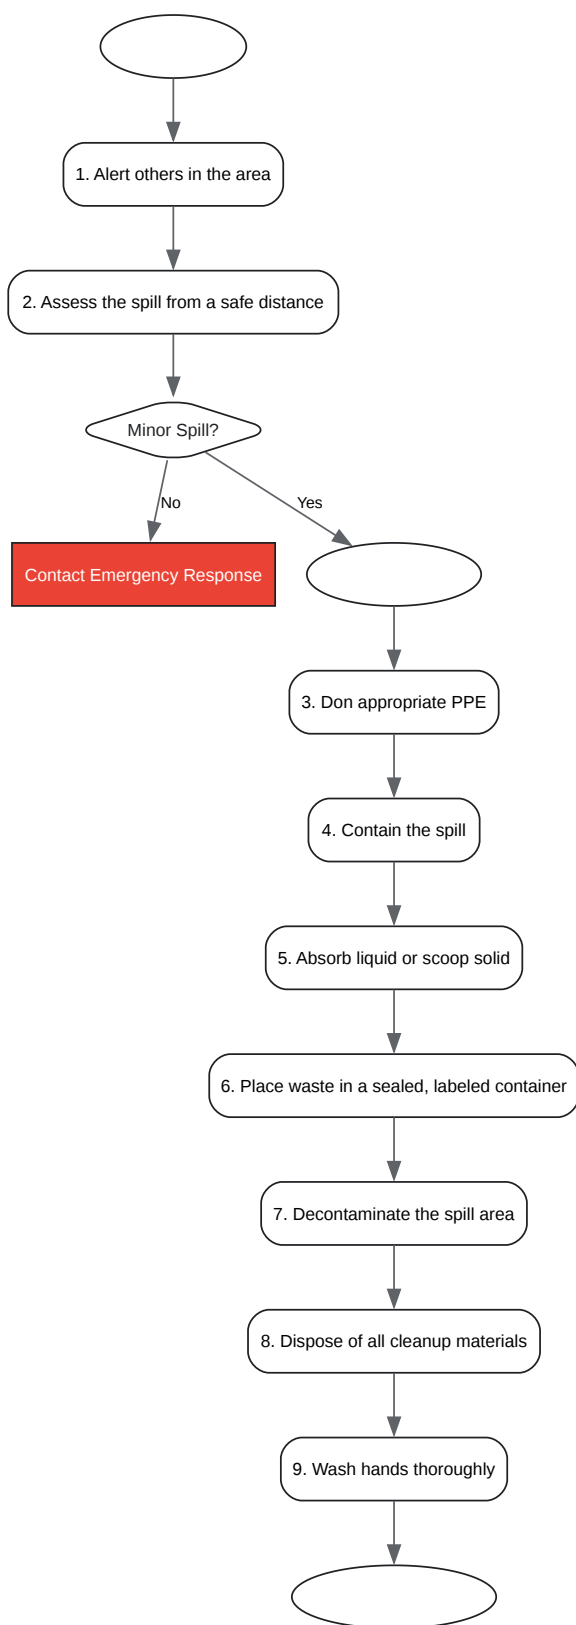 1. Alert others in the area
2. Assess the spill from a safe distance
Minor Spill?
No
Yes
Contact Emergency Response
3. Don appropriate PPE
4. Contain the spill
5. Absorb liquid or scoop solid
6. Place waste in a sealed, labeled container
7. Decontaminate the spill area
8. Dispose of all cleanup materials
9. Wash hands thoroughly